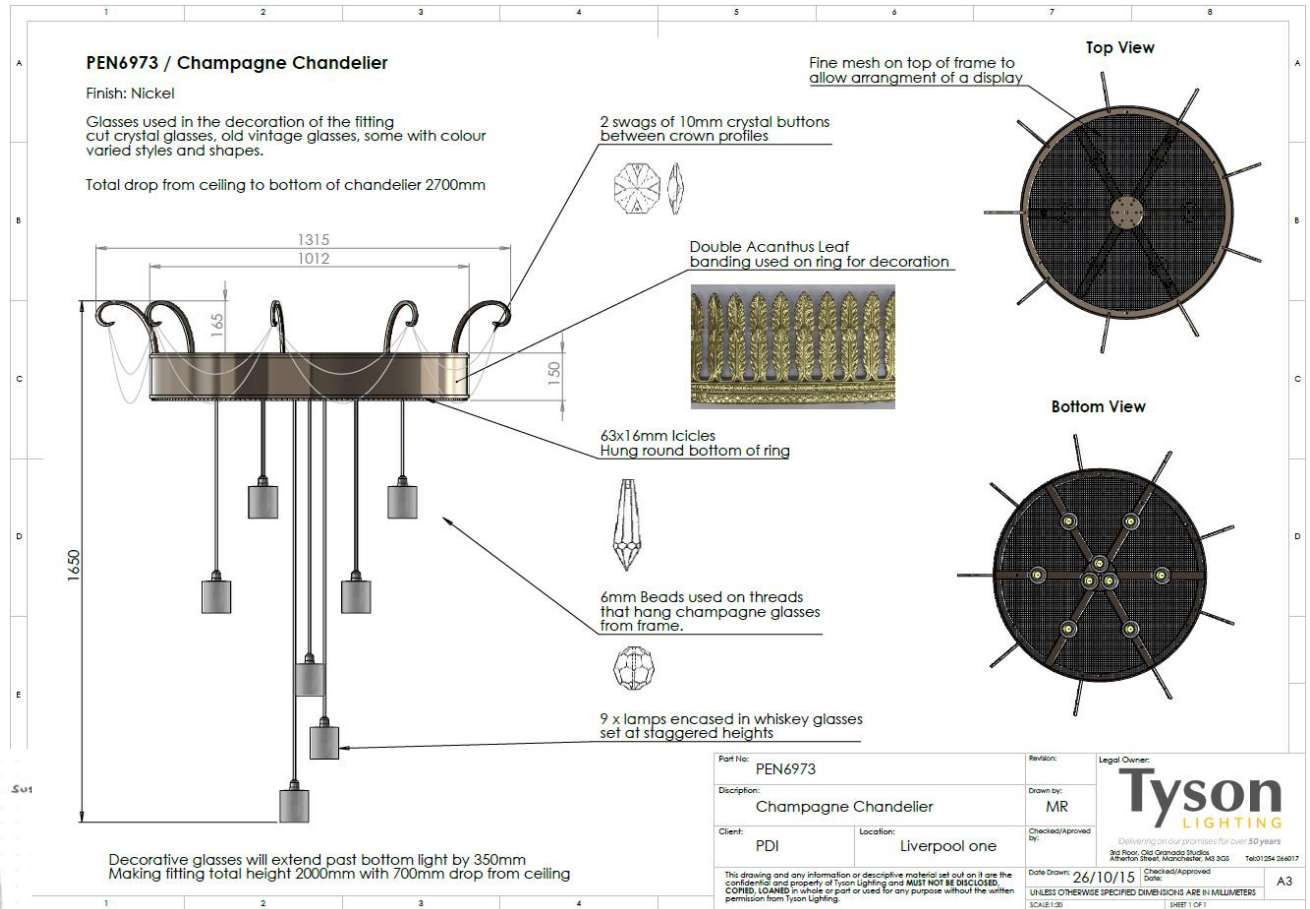 1 2 3 4 5 6 7 8
PEN6973 / Champagne Chandelier
Finish: Nickel
Glasses used in the decoration of the fitting
cut crystal glasses, old vintage glasses, some with colour
varied styles and shapes.
Total drop from ceiling to bottom of chandelier 2700mm
2 swags of 10mm crystal buttons
between crown profiles
Fine mesh on top of frame to
allow arrangment of a display
Top View
Double Acanthus Leaf
banding used on ring for decoration
1315
1012
165
150
1650
63x16mm Icicles
Hung round bottom of ring
Bottom View
6mm Beads used on threads
that hang champagne glasses
from frame.
9 x lamps encased in whiskey glasses
set at staggered heights
Decorative glasses will extend past bottom light by 350mm
Making fitting total height 2000mm with 700mm drop from ceiling
A A
B B
C C
D D
E E
Part No:
PEN6973
Revision:
Legal Owner:
Tyson
LIGHTING
Delivering on our promises for over 50 years
3rd Floor, Old Granada Studios
Atherton Street, Manchester, M3 3GS Tel:01254 266017
Discription:
Champagne Chandelier
Drawn by:
MR
Client:
PDI
Location:
Liverpool one
Checked/Aproved
by:
This drawing and any information or descriptive material set out on it are the
confidential and property of Tyson Lighting and MUST NOT BE DISCLOSED,
COPIED, LOANED in whole or part or used for any purpose without the written
permission from Tyson Lighting.
Date Drawn: 26/10/15
Checked/Approved
Date:
A3
UNLESS OTHERWISE SPECIFIED DIMENSIONS ARE IN MILLIMETERS
SCALE:1:20 SHEET 1 OF 1
2 3 4